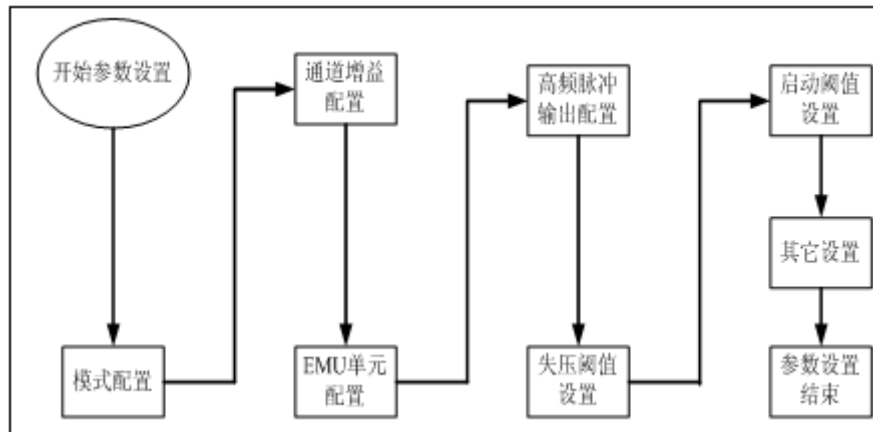 开始参数设置
模式配置
通道增益
配置
EMU单元
配置
高频脉冲
输出配置
失压阈值
设置
启动阈值
设置
其它设置
参数设置
结束